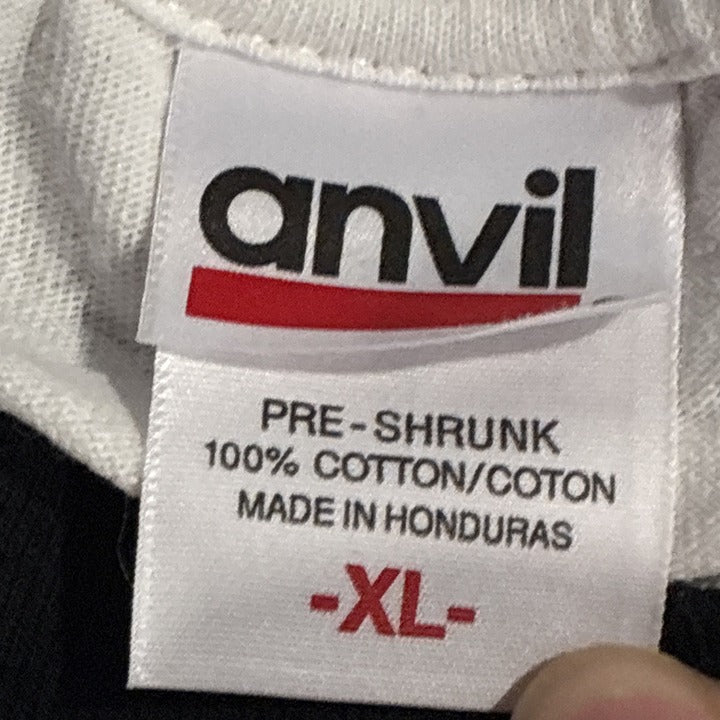 anvil
PRE-SHRUNK
100% COTTON/COTON
MADE IN HONDURAS
-XL-